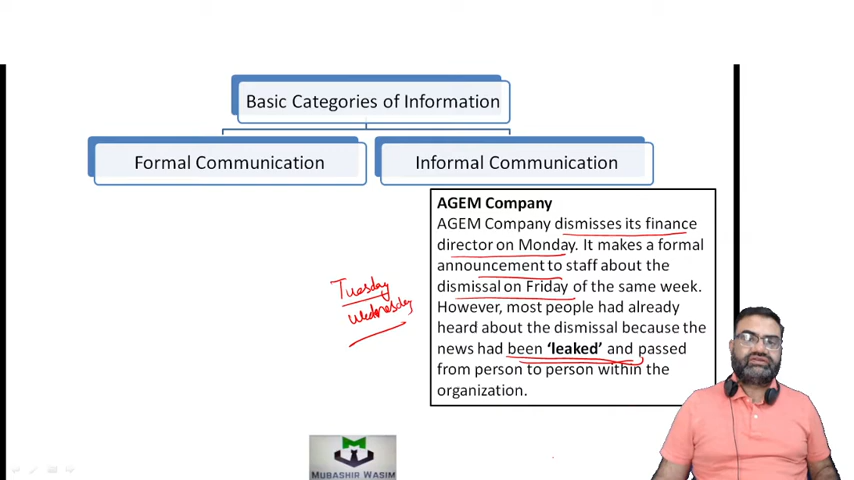 Basic Categories of Information
Formal Communication
Informal Communication
AGEM Company
AGEM Company dismisses its finance
director on Monday. It makes a formal
announcement to staff about the
dismissal on Friday of the same week.
However, most people had already
heard about the dismissal because the
news had been ‘leaked’ and passed
from person to person within the
organization.
Tuesday
Wednesday
MUBASHIR WASIM